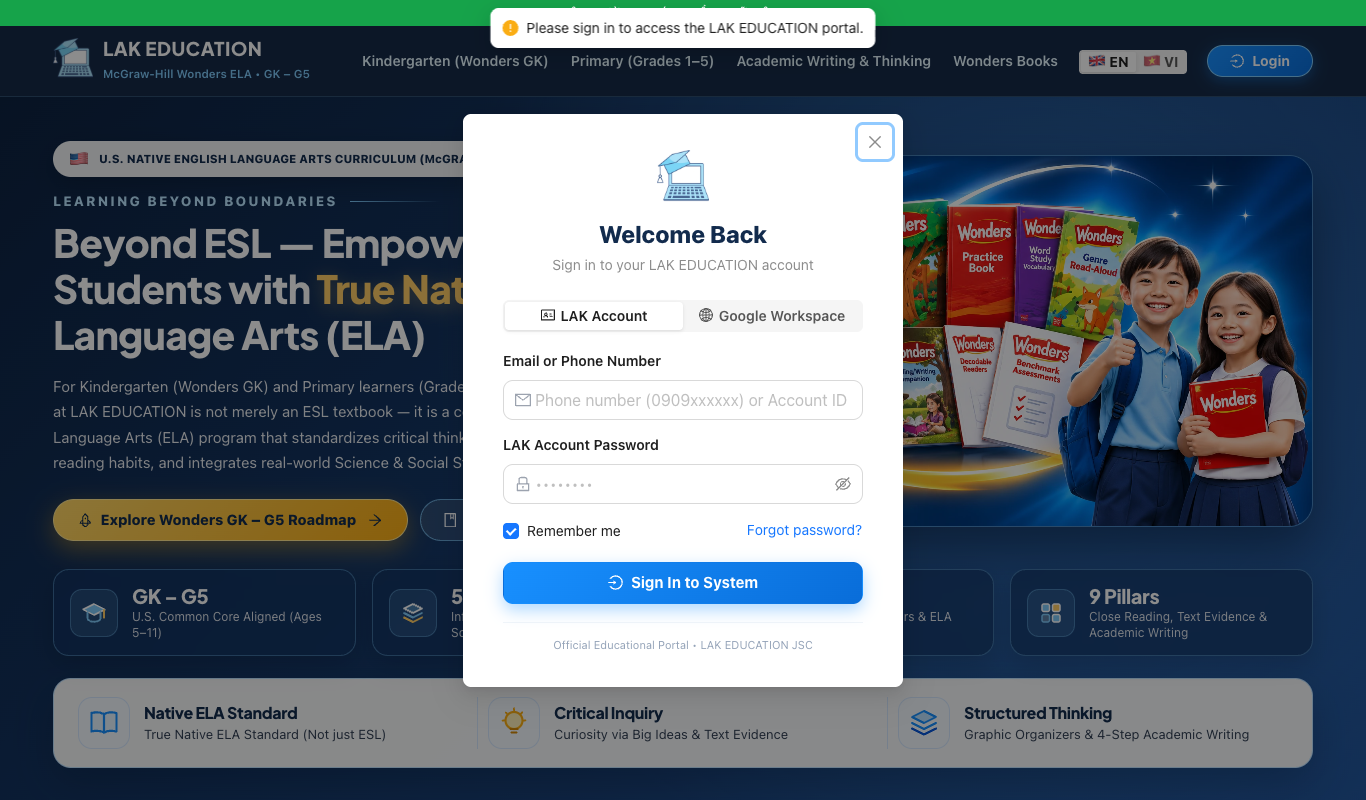 Please sign in to access the LAK EDUCATION portal.
LAK EDUCATION
McGraw-Hill Wonders ELA • GK – G5
Kindergarten (Wonders GK)
Primary (Grades 1–5)
Academic Writing & Thinking
Wonders Books
EN
VI
Login
U.S. NATIVE ENGLISH LANGUAGE ARTS CURRICULUM
LEARNING BEYOND BOUNDARIES
Beyond ESL — Empow
Students with True Nat
Language Arts (ELA)
For Kindergarten (Wonders GK) and Primary learners (Grade
at LAK EDUCATION is not merely an ESL textbook — it is a c
Language Arts (ELA) program that standardizes critical think
reading habits, and integrates real-world Science & Social S
Explore Wonders GK – G5 Roadmap
Welcome Back
Sign in to your LAK EDUCATION account
LAK Account
Google Workspace
Email or Phone Number
Phone number (0909xxxxxx) or Account ID
LAK Account Password
Remember me
Forgot password?
Sign In to System
Official Educational Portal • LAK EDUCATION JSC
Wonders
Practice
Book
Wonde
Word
Study
Vocabulary
Wonders
Genre
Read-Aloud
Wonders
Decodable
Readers
Wonders
Benchmark
Assessments
Wonders
GK – G5
U.S. Common Core Aligned (Ages
5–11)
rs & ELA
9 Pillars
Close Reading, Text Evidence &
Academic Writing
Native ELA Standard
True Native ELA Standard (Not just ESL)
Critical Inquiry
Curiosity via Big Ideas & Text Evidence
Structured Thinking
Graphic Organizers & 4-Step Academic Writing